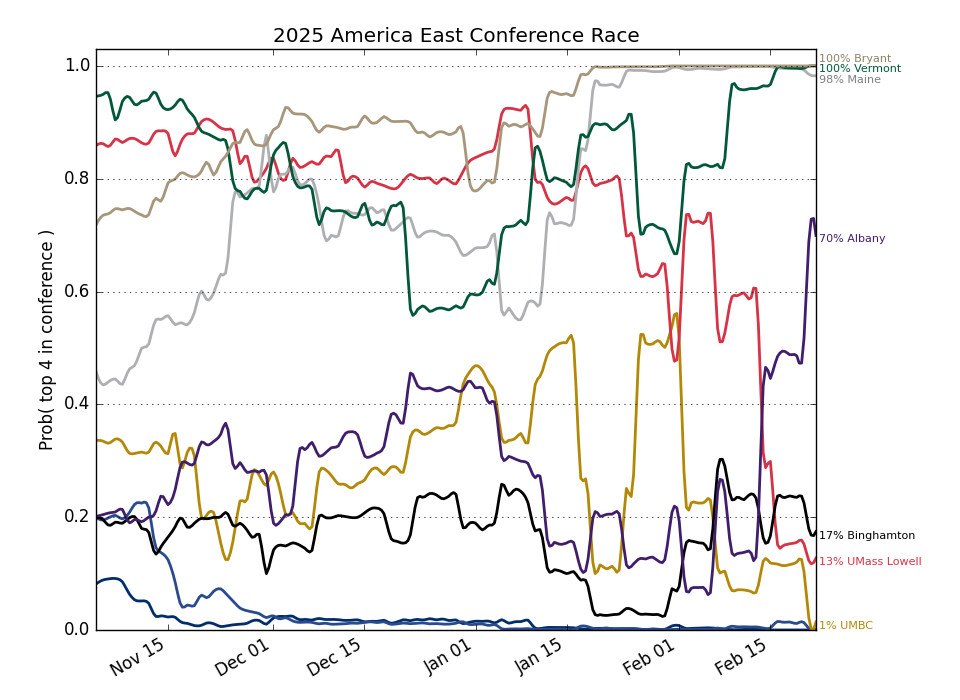 2025 America East Conference Race
Prob( top 4 in conference )
1.0
0.8
0.6
0.4
0.2
0.0
100% Bryant
100% Vermont
98% Maine
70% Albany
17% Binghamton
13% UMass Lowell
1% UMBC
Nov 15
Dec 01
Dec 15
Jan 01
Jan 15
Feb 01
Feb 15